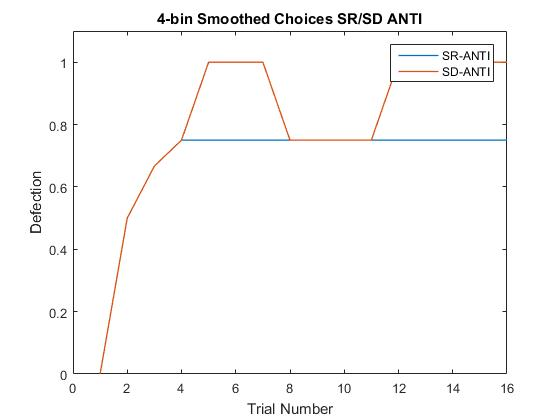 4-bin Smoothed Choices SR/SD ANTI
SR-ANTI
SD-ANTI
1
0.8
0.6
0.4
0.2
0
Defection
0 2 4 6 8 10 12 14 16
Trial Number